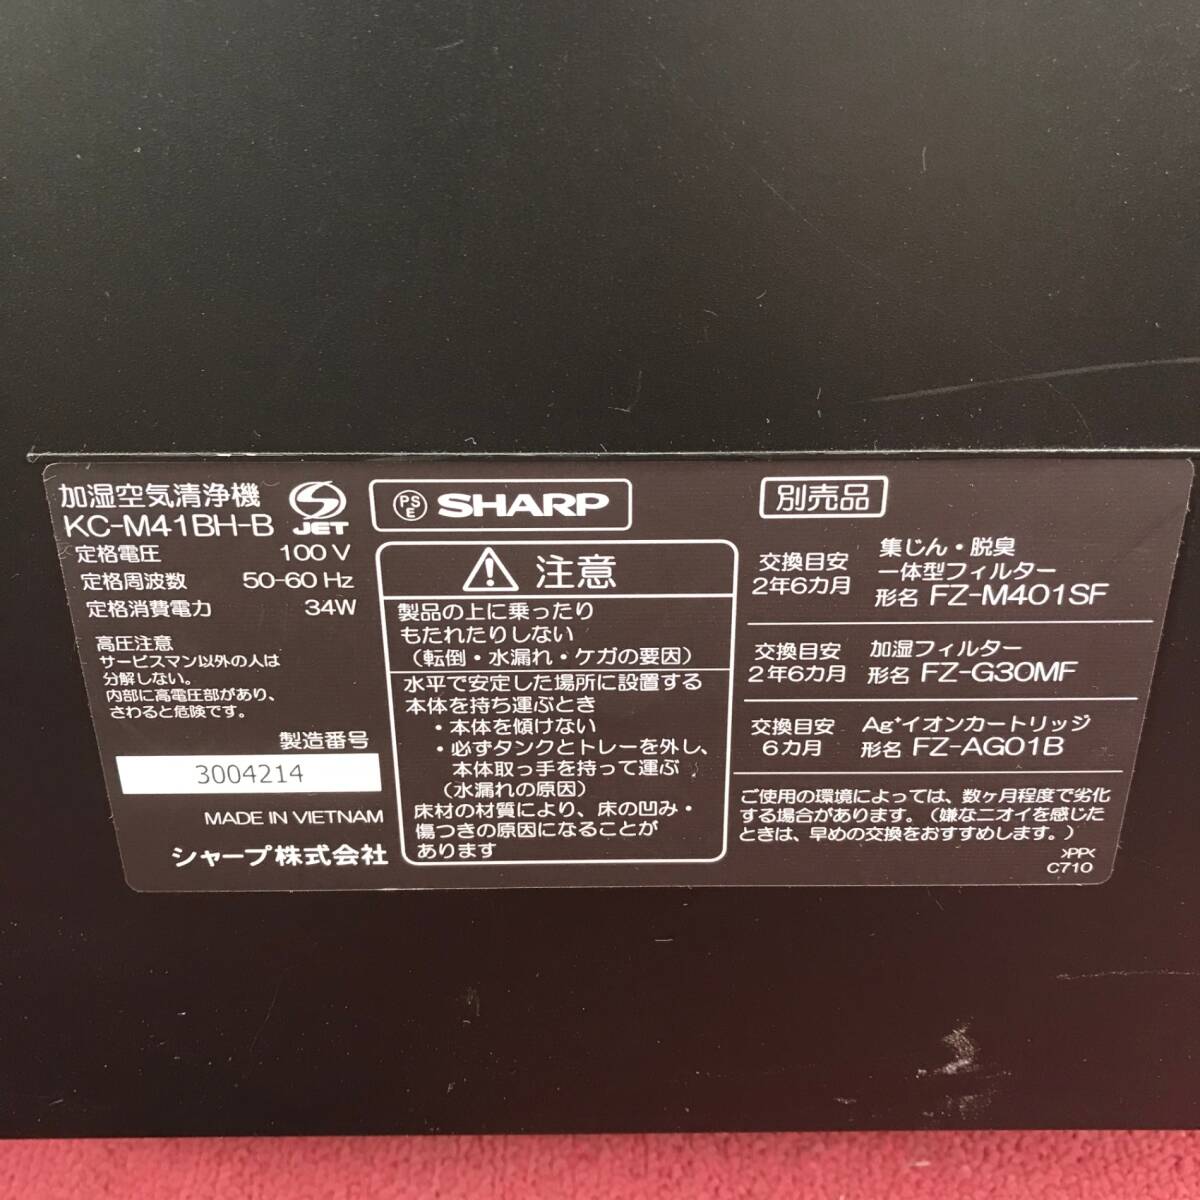 加湿空気清浄機
KC-M41BH-B
JET
定格電圧 100V
定格周波数 50-60 Hz
定格消費電力 34W
高圧注意
サービスマン以外の人は
分解しない。
内部に高電圧部があり、
さわると危険です。
製造番号
3004214
MADE IN VIETNAM
シャープ株式会社
PS
E
SHARP
注意
製品の上に乗ったり
もたれたりしない
（転倒・水漏れ・ケガの要因）
水平で安定した場所に設置する
本体を持ち運ぶとき
・本体を傾けない
・必ずタンクとトレーを外し、
本体取っ手を持って運ぶ
（水漏れの原因）
床材の材質により、床の凹み・
傷つきの原因になることが
あります
別売品
交換目安
2年6カ月
集じん・脱臭
一体型フィルター
形名 FZ-M401SF
交換目安
2年6カ月
加湿フィルター
形名 FZ-G30MF
交換目安
6カ月
Ag⁺イオンカートリッジ
形名 FZ-AG01B
ご使用の環境によっては、数ヶ月程度で劣化
する場合があります。（嫌なニオイを感じた
ときは、早めの交換をおすすめします。）
>PP<
C710